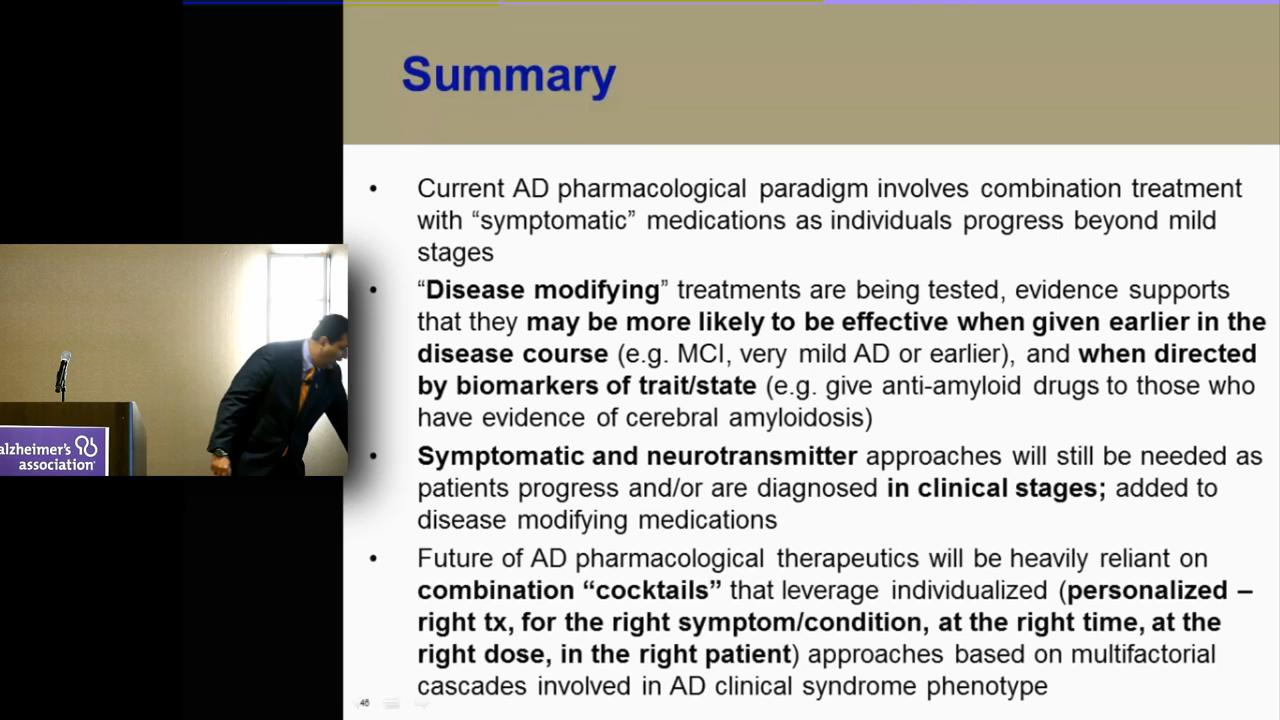 Summary
• Current AD pharmacological paradigm involves combination treatment
with “symptomatic” medications as individuals progress beyond mild
stages
• “Disease modifying” treatments are being tested, evidence supports
that they may be more likely to be effective when given earlier in the
disease course (e.g. MCI, very mild AD or earlier), and when directed
by biomarkers of trait/state (e.g. give anti-amyloid drugs to those who
have evidence of cerebral amyloidosis)
• Symptomatic and neurotransmitter approaches will still be needed as
patients progress and/or are diagnosed in clinical stages; added to
disease modifying medications
• Future of AD pharmacological therapeutics will be heavily reliant on
combination “cocktails” that leverage individualized (personalized –
right tx, for the right symptom/condition, at the right time, at the
right dose, in the right patient) approaches based on multifactorial
cascades involved in AD clinical syndrome phenotype
46
alzheimer's
association